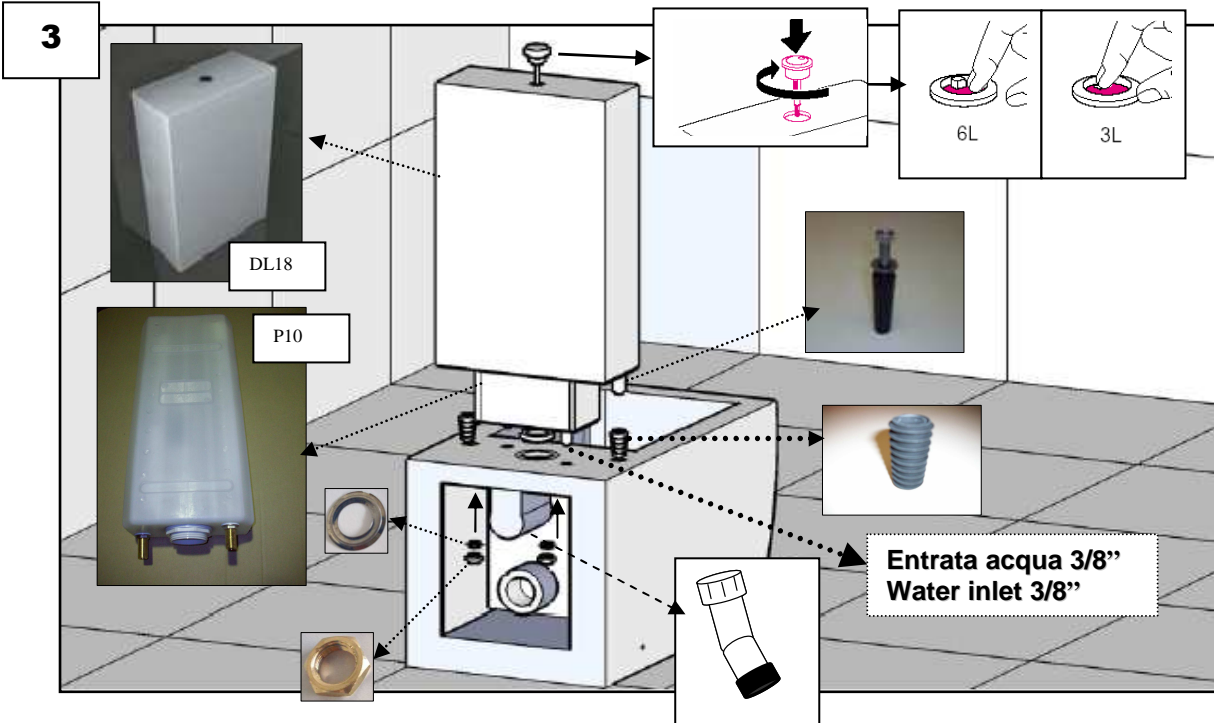 3
6L
3L
DL18
P10
Entrata acqua 3/8”
Water inlet 3/8”